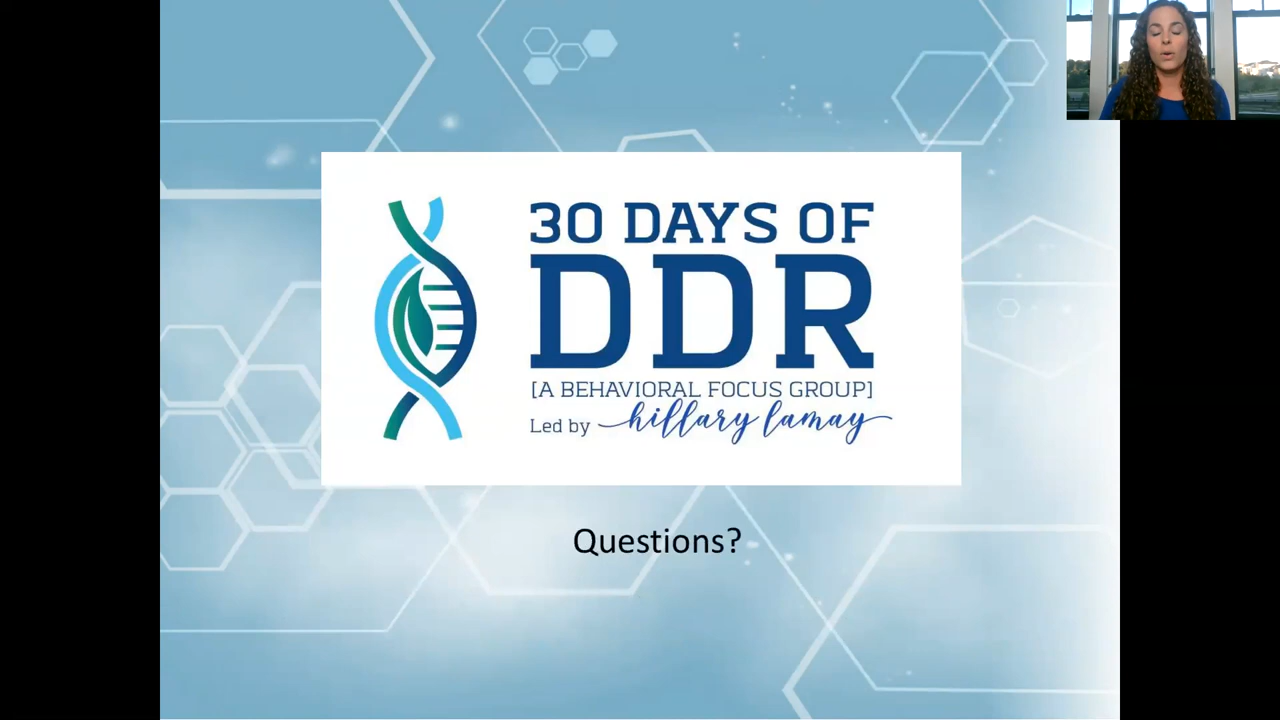 30 DAYS OF
DDR
[A BEHAVIORAL FOCUS GROUP]
Led by hillary lamay
Questions?